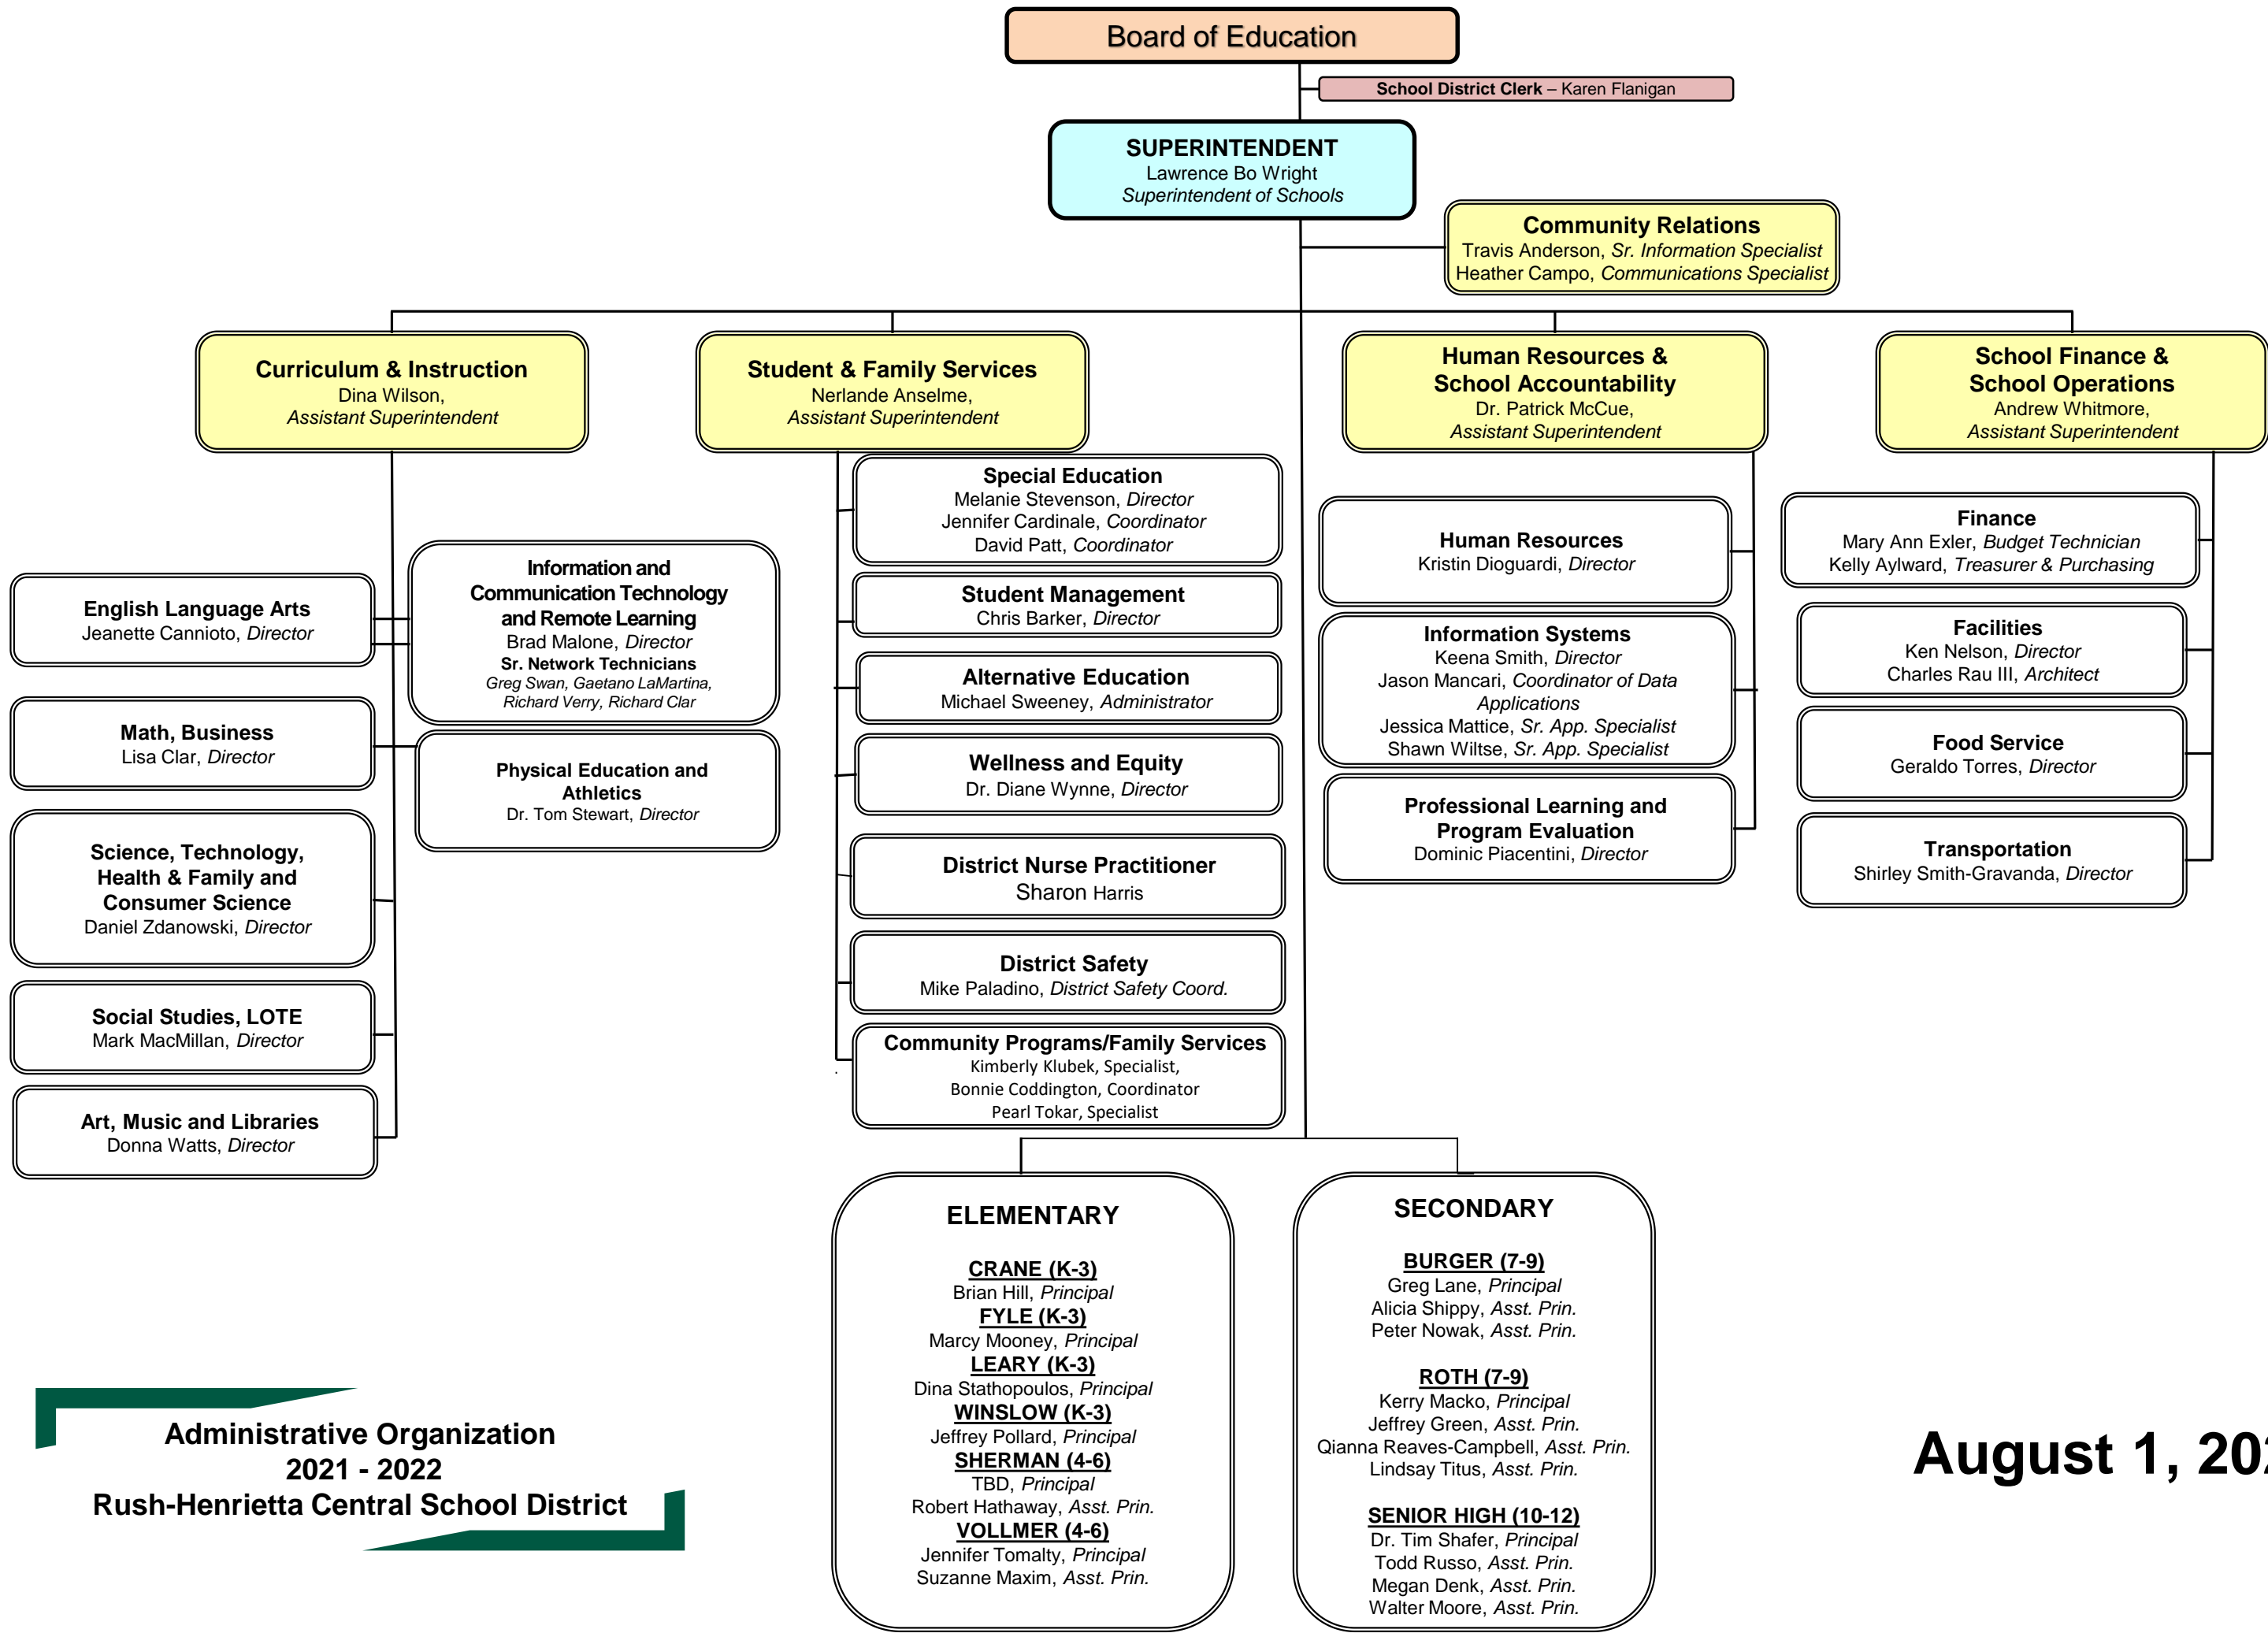 Board of Education
School District Clerk – Karen Flanigan
SUPERINTENDENT
Lawrence Bo Wright
Superintendent of Schools
Community Relations
Travis Anderson, Sr. Information Specialist
Heather Campo, Communications Specialist
Curriculum & Instruction
Dina Wilson,
Assistant Superintendent
Student & Family Services
Nerlande Anselme,
Assistant Superintendent
Human Resources &
School Accountability
Dr. Patrick McCue,
Assistant Superintendent
School Finance &
School Operations
Andrew Whitmore,
Assistant Superintendent
English Language Arts
Jeanette Cannioto, Director
Math, Business
Lisa Clar, Director
Science, Technology,
Health & Family and
Consumer Science
Daniel Zdanowski, Director
Social Studies, LOTE
Mark MacMillan, Director
Art, Music and Libraries
Donna Watts, Director
Information and
Communication Technology
and Remote Learning
Brad Malone, Director
Sr. Network Technicians
Greg Swan, Gaetano LaMartina,
Richard Verry, Richard Clar
Physical Education and
Athletics
Dr. Tom Stewart, Director
Special Education
Melanie Stevenson, Director
Jennifer Cardinale, Coordinator
David Patt, Coordinator
Student Management
Chris Barker, Director
Alternative Education
Michael Sweeney, Administrator
Wellness and Equity
Dr. Diane Wynne, Director
District Nurse Practitioner
Sharon Harris
District Safety
Mike Paladino, District Safety Coord.
Community Programs/Family Services
Kimberly Klubek, Specialist,
Bonnie Coddington, Coordinator
Pearl Tokar, Specialist
Human Resources
Kristin Dioguardi, Director
Information Systems
Keena Smith, Director
Jason Mancari, Coordinator of Data
Applications
Jessica Mattice, Sr. App. Specialist
Shawn Wiltse, Sr. App. Specialist
Professional Learning and
Program Evaluation
Dominic Piacentini, Director
Finance
Mary Ann Exler, Budget Technician
Kelly Aylward, Treasurer & Purchasing
Facilities
Ken Nelson, Director
Charles Rau III, Architect
Food Service
Geraldo Torres, Director
Transportation
Shirley Smith-Gravanda, Director
ELEMENTARY
CRANE (K-3)
Brian Hill, Principal
FYLE (K-3)
Marcy Mooney, Principal
LEARY (K-3)
Dina Stathopoulos, Principal
WINSLOW (K-3)
Jeffrey Pollard, Principal
SHERMAN (4-6)
TBD, Principal
Robert Hathaway, Asst. Prin.
VOLLMER (4-6)
Jennifer Tomalty, Principal
Suzanne Maxim, Asst. Prin.
SECONDARY
BURGER (7-9)
Greg Lane, Principal
Alicia Shippy, Asst. Prin.
Peter Nowak, Asst. Prin.
ROTH (7-9)
Kerry Macko, Principal
Jeffrey Green, Asst. Prin.
Qianna Reaves-Campbell, Asst. Prin.
Lindsay Titus, Asst. Prin.
SENIOR HIGH (10-12)
Dr. Tim Shafer, Principal
Todd Russo, Asst. Prin.
Megan Denk, Asst. Prin.
Walter Moore, Asst. Prin.
Administrative Organization
2021 - 2022
Rush-Henrietta Central School District
August 1,